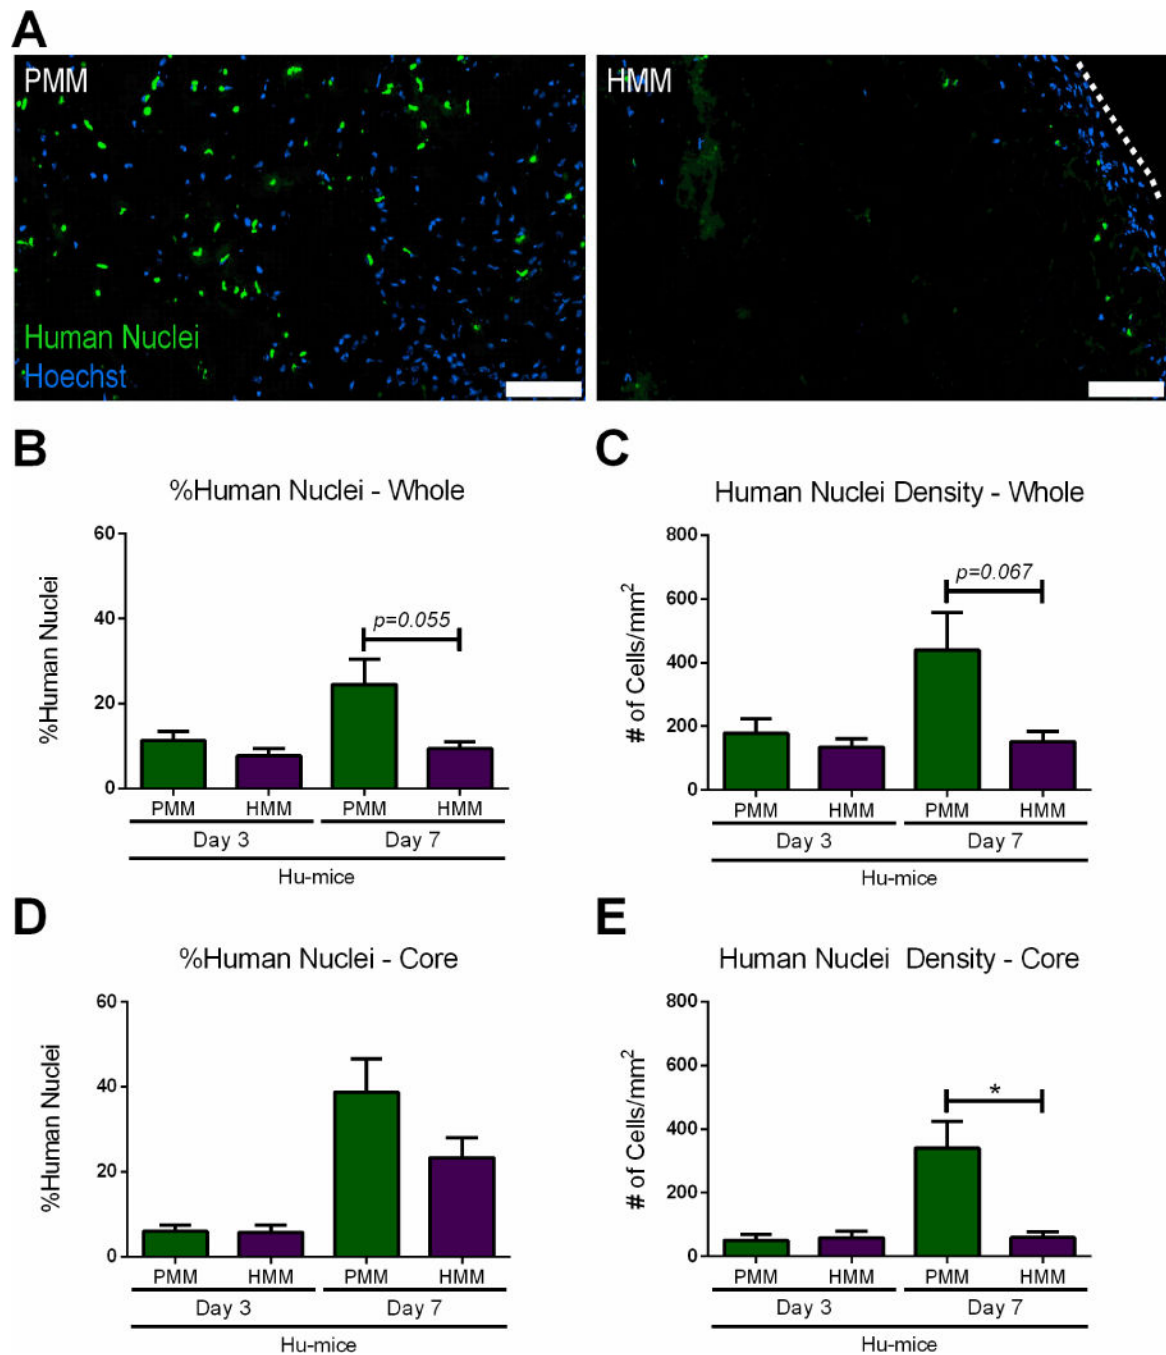 A
PMM
HMM
Human Nuclei
Hoechst
B
%Human Nuclei - Whole
%Human Nuclei
60
40
20
0
p=0.055
PMM HMM PMM HMM
Day 3 Day 7
Hu-mice
C
Human Nuclei Density - Whole
# of Cells/mm²
800
600
400
200
0
p=0.067
PMM HMM PMM HMM
Day 3 Day 7
Hu-mice
D
%Human Nuclei - Core
%Human Nuclei
60
40
20
0
PMM HMM PMM HMM
Day 3 Day 7
Hu-mice
E
Human Nuclei Density - Core
# of Cells/mm²
800
600
400
200
0
*
PMM HMM PMM HMM
Day 3 Day 7
Hu-mice